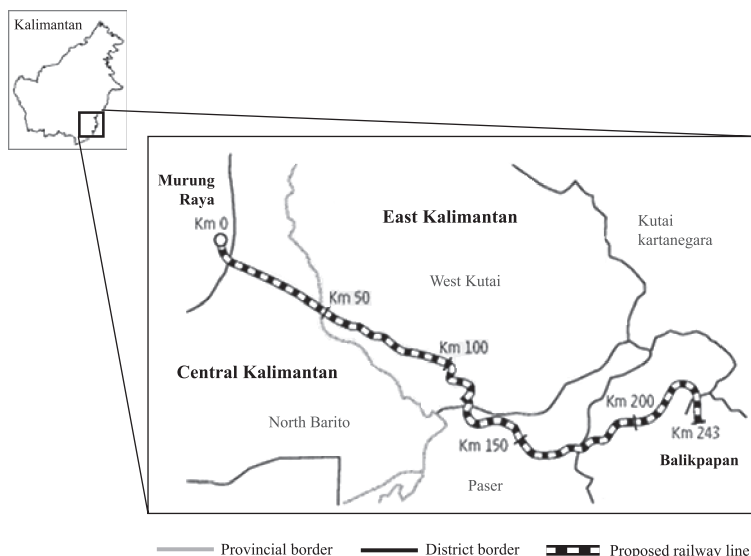 Kalimantan
Murung
Raya
Km 0
East Kalimantan
Kutai
kartanegara
West Kutai
Km 50
Km 100
Central Kalimantan
North Barito
Km 150
Km 200
Km 243
Balikpapan
Paser
Provincial border
District border
Proposed railway line